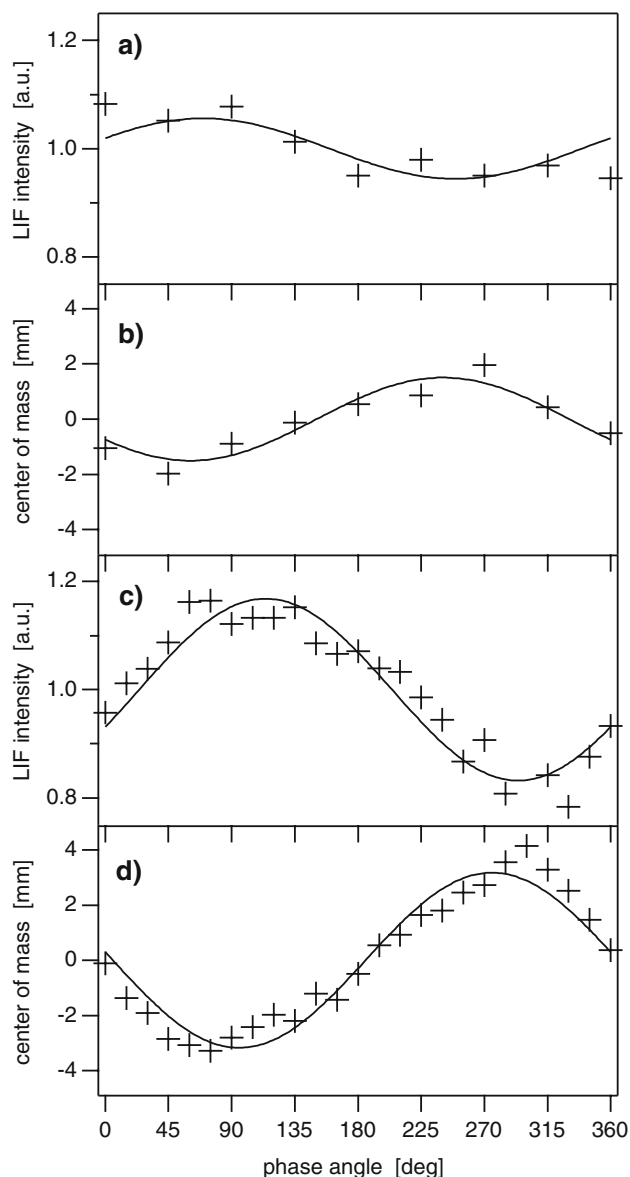 a)
LIF intensity [a.u.]
1.2
1.0
0.8
b)
center of mass [mm]
4
2
0
-2
-4
c)
LIF intensity [a.u.]
1.2
1.0
0.8
d)
center of mass [mm]
4
2
0
-2
-4
0 45 90 135 180 225 270 315 360
phase angle [deg]